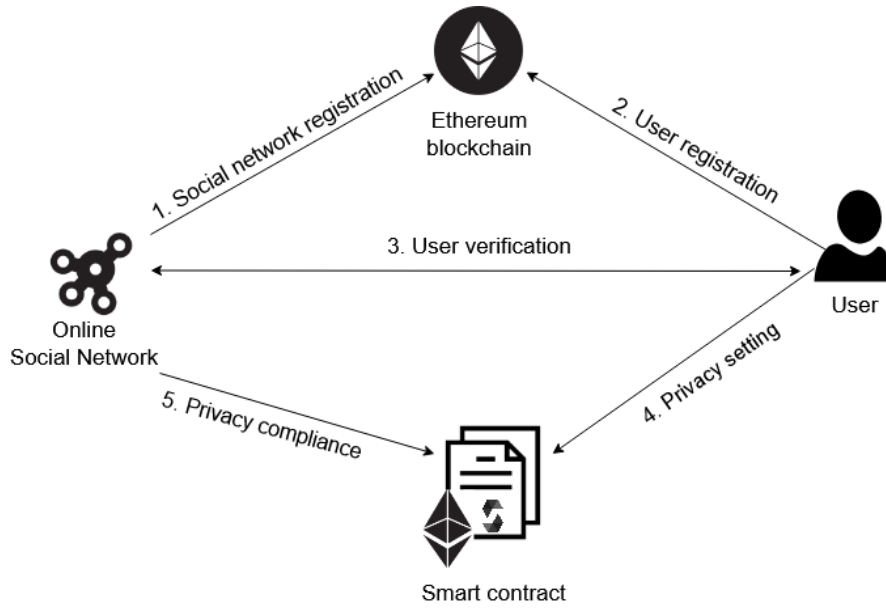 Ethereum
blockchain
1. Social network registration
2. User registration
3. User verification
Online
Social Network
User
4. Privacy setting
5. Privacy compliance
Smart contract